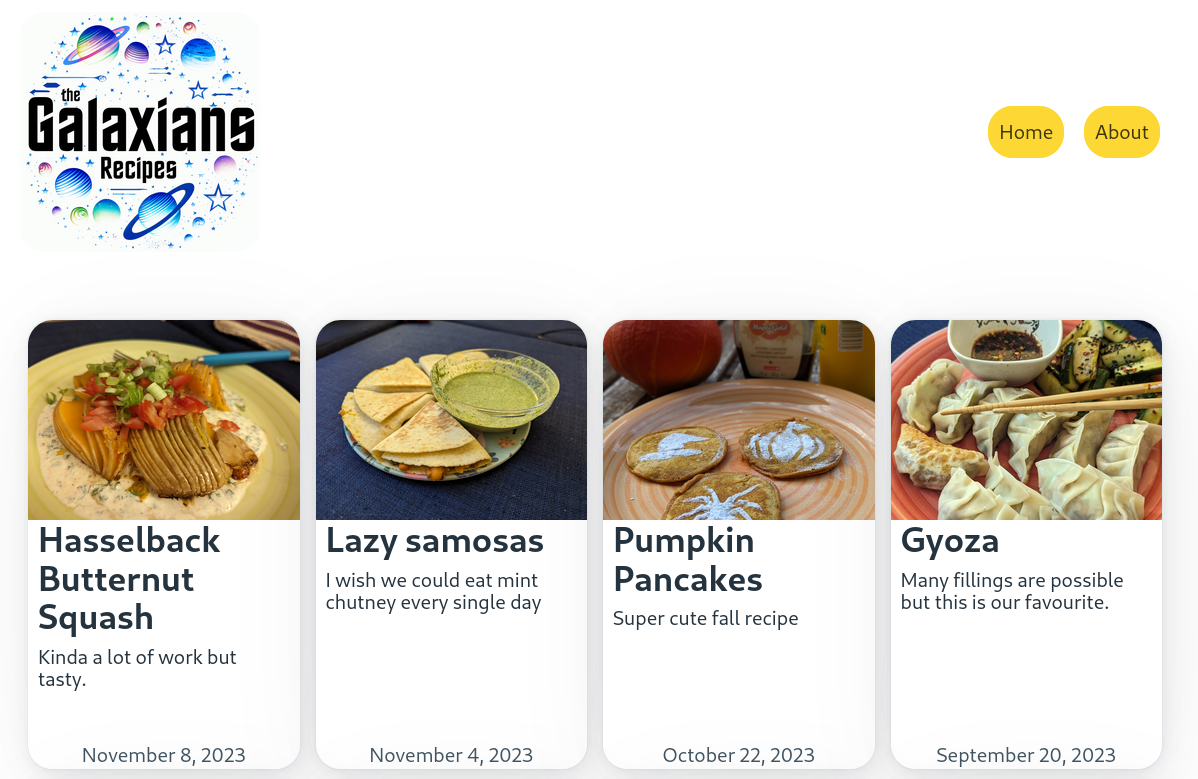 the
Galaxians
Recipes
Home
About
Hasselback
Butternut
Squash
Kinda a lot of work but
tasty.
November 8, 2023
Lazy samosas
I wish we could eat mint
chutney every single day
November 4, 2023
Pumpkin
Pancakes
Super cute fall recipe
October 22, 2023
Gyoza
Many fillings are possible
but this is our favourite.
September 20, 2023